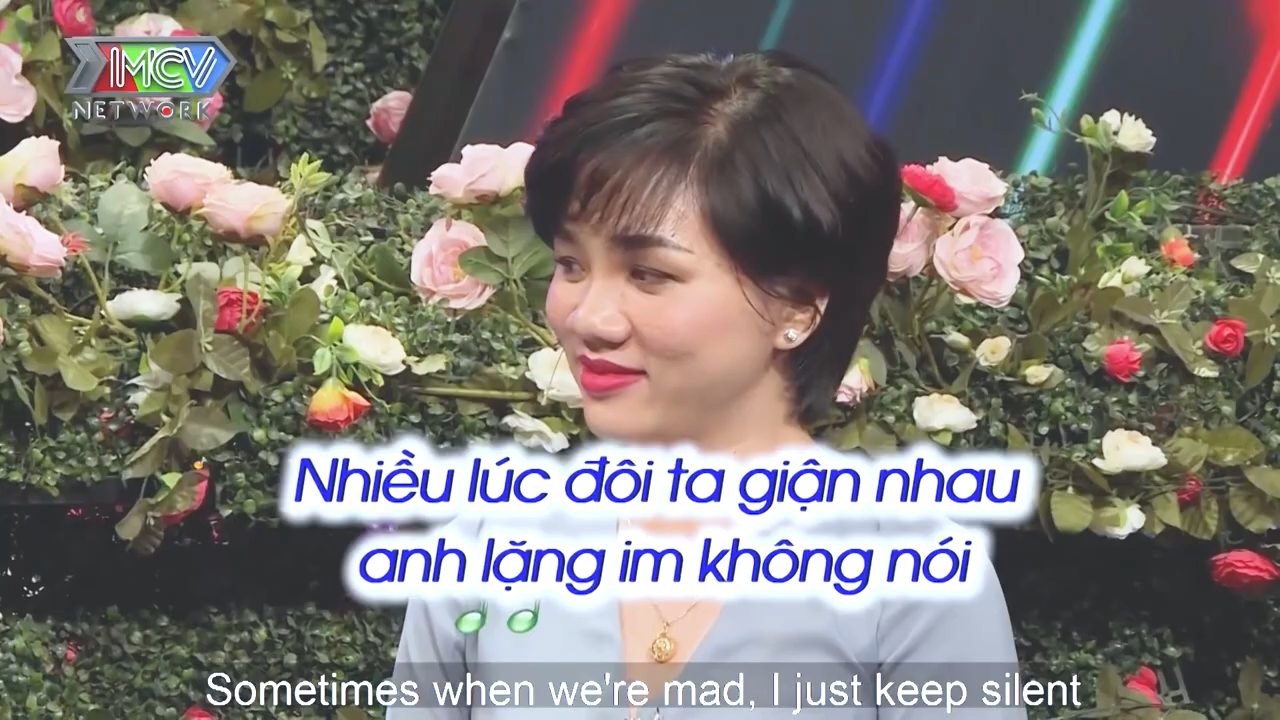 MCV
NETWORK
Nhiều lúc đôi ta giận nhau
anh lặng im không nói
Sometimes when we're mad, I just keep silent